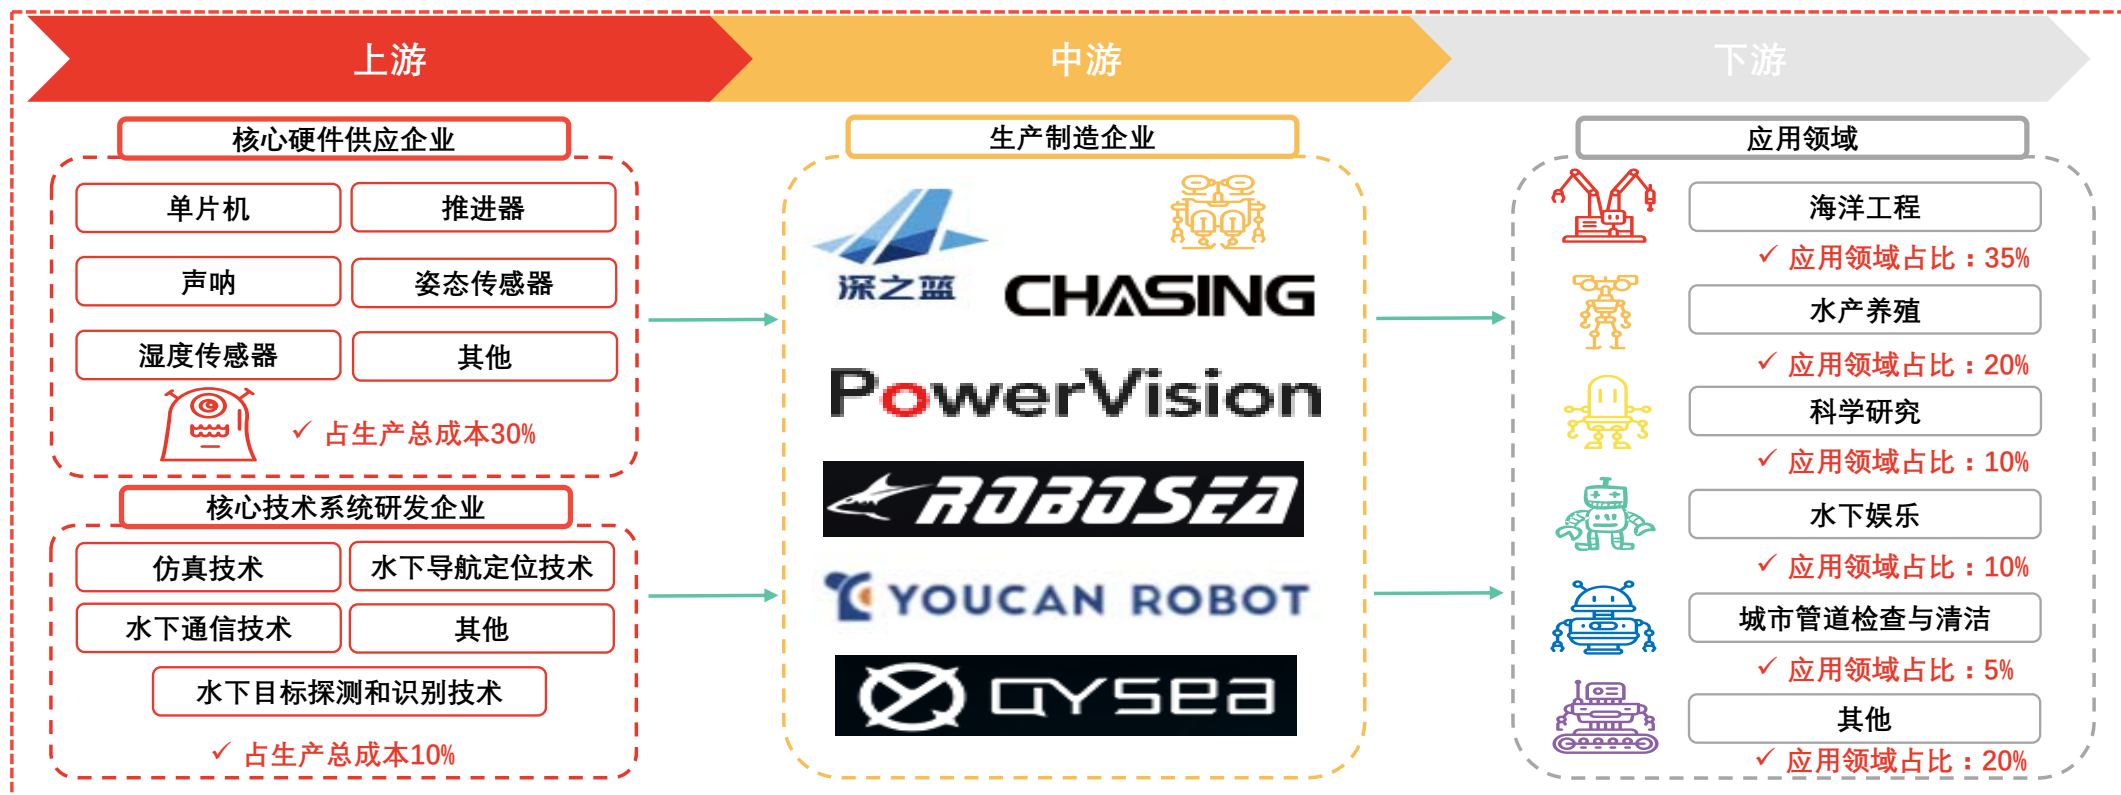 上游
中游
下游
核心硬件供应企业
单片机
推进器
声呐
姿态传感器
湿度传感器
其他
✓ 占生产总成本30%
核心技术系统研发企业
仿真技术
水下导航定位技术
水下通信技术
其他
水下目标探测和识别技术
✓ 占生产总成本10%
生产制造企业
深之蓝
CHASING
PowerVision
ROBOSEA
YOUCAN ROBOT
QYSEA
应用领域
海洋工程
✓ 应用领域占比：35%
水产养殖
✓ 应用领域占比：20%
科学研究
✓ 应用领域占比：10%
水下娱乐
✓ 应用领域占比：10%
城市管道检查与清洁
✓ 应用领域占比：5%
其他
✓ 应用领域占比：20%